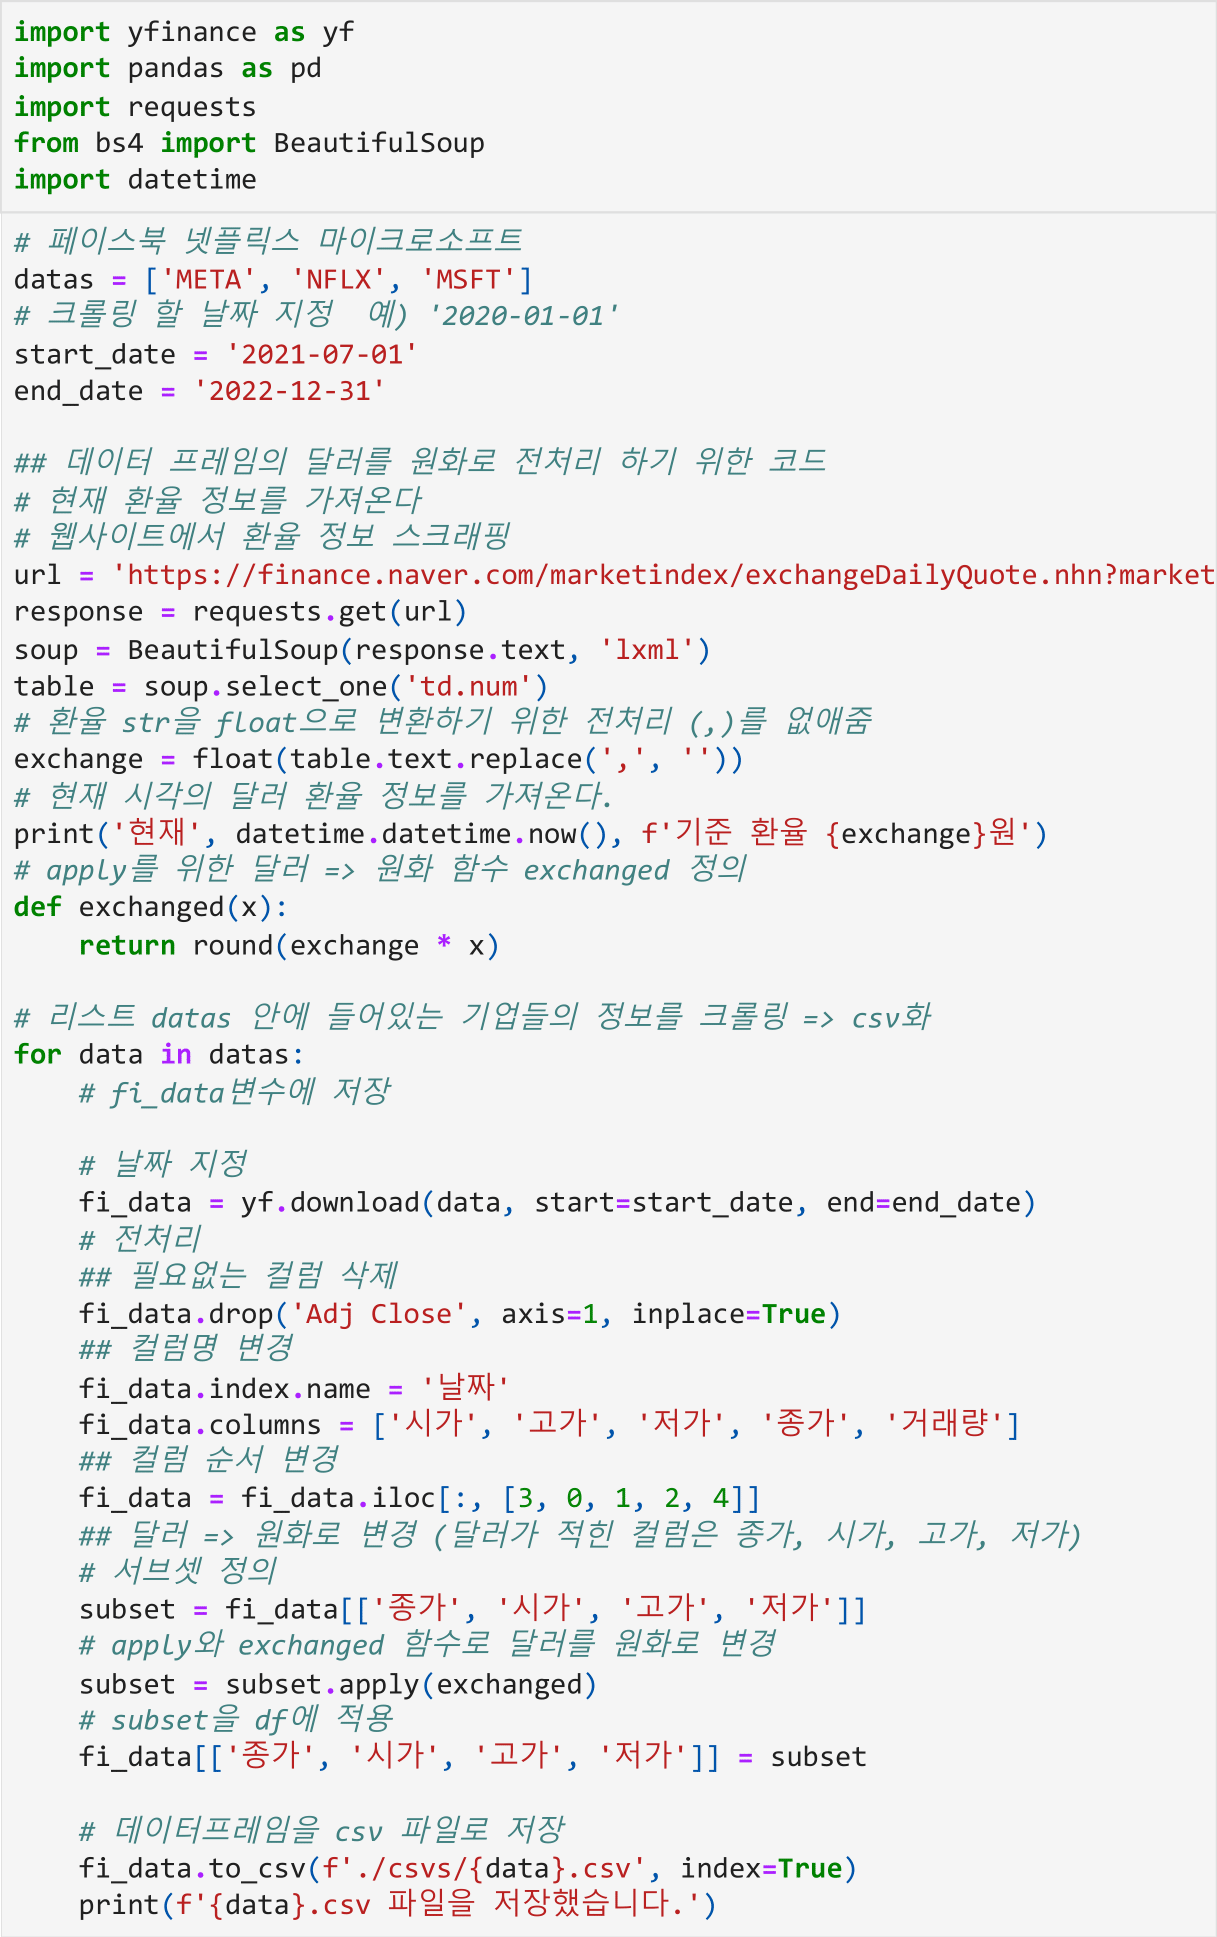 import yfinance as yf
import pandas as pd
import requests
from bs4 import BeautifulSoup
import datetime
# 페이스북 넷플릭스 마이크로소프트
datas = ['META', 'NFLX', 'MSFT']
# 크롤링 할 날짜 지정  예) '2020-01-01'
start_date = '2021-07-01'
end_date = '2022-12-31'
## 데이터 프레임의 달러를 원화로 전처리 하기 위한 코드
# 현재 환율 정보를 가져온다
# 웹사이트에서 환율 정보 스크래핑
url = 'https://finance.naver.com/marketindex/exchangeDailyQuote.nhn?market
response = requests.get(url)
soup = BeautifulSoup(response.text, 'lxml')
table = soup.select_one('td.num')
# 환율 str을 float으로 변환하기 위한 전처리 (,)를 없애줌
exchange = float(table.text.replace(',', ''))
# 현재 시각의 달러 환율 정보를 가져온다.
print('현재', datetime.datetime.now(), f'기준 환율 {exchange}원')
# apply를 위한 달러 => 원화 함수 exchanged 정의
def exchanged(x):
    return round(exchange * x)
# 리스트 datas 안에 들어있는 기업들의 정보를 크롤링 => csv화
for data in datas:
    # fi_data변수에 저장
    # 날짜 지정
    fi_data = yf.download(data, start=start_date, end=end_date)
    # 전처리
    ## 필요없는 컬럼 삭제
    fi_data.drop('Adj Close', axis=1, inplace=True)
    ## 컬럼명 변경
    fi_data.index.name = '날짜'
    fi_data.columns = ['시가', '고가', '저가', '종가', '거래량']
    ## 컬럼 순서 변경
    fi_data = fi_data.iloc[:, [3, 0, 1, 2, 4]]
    ## 달러 => 원화로 변경 (달러가 적힌 컬럼은 종가, 시가, 고가, 저가)
    # 서브셋 정의
    subset = fi_data[['종가', '시가', '고가', '저가']]
    # apply와 exchanged 함수로 달러를 원화로 변경
    subset = subset.apply(exchanged)
    # subset을 df에 적용
    fi_data[['종가', '시가', '고가', '저가']] = subset
    # 데이터프레임을 csv 파일로 저장
    fi_data.to_csv(f'./csvs/{data}.csv', index=True)
    print(f'{data}.csv 파일을 저장했습니다.')